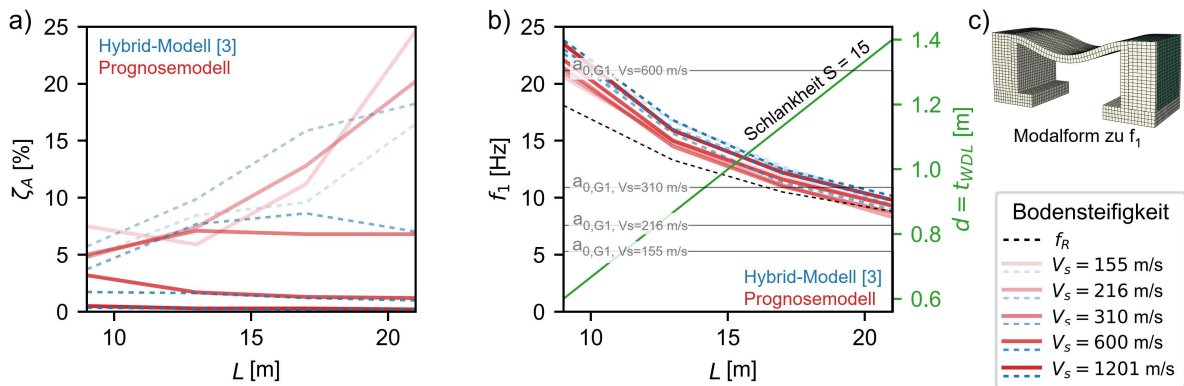 a)
25
20
15
10
5
0
ζA [%]
Hybrid-Modell [3]
Prognosemodell
10
15
20
L [m]
b)
25
20
15
10
5
0
f1 [Hz]
a0,G1, Vs=600 m/s
a0,G1, Vs=310 m/s
a0,G1, Vs=216 m/s
a0,G1, Vs=155 m/s
Schlankheit S = 15
Hybrid-Modell [3]
Prognosemodell
10
15
20
L [m]
1.4
1.2
1.0
0.8
0.6
d = tWDL [m]
c)
Modalform zu f1
Bodensteifigkeit
fR
Vs = 155 m/s
Vs = 216 m/s
Vs = 310 m/s
Vs = 600 m/s
Vs = 1201 m/s